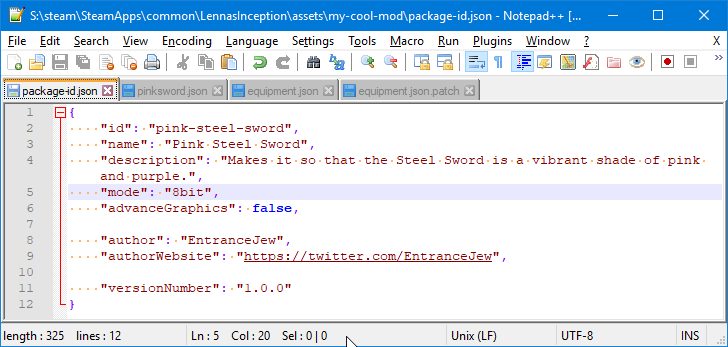 S:\steam\SteamApps\common\LennasInception\assets\my-cool-mod\package-id.json - Notepad++ [...
File Edit Search View Encoding Language Settings Tools Macro Run Plugins Window ? X
package-id.json pinksword.json equipment.json equipment.json.patch
1 {
2 "id": "pink-steel-sword",
3 "name": "Pink Steel Sword",
4 "description": "Makes it so that the Steel Sword is a vibrant shade of pink
and purple.",
5 "mode": "8bit",
6 "advanceGraphics": false,
7
8 "author": "EntranceJew",
9 "authorWebsite": "https://twitter.com/EntranceJew",
10
11 "versionNumber": "1.0.0"
12 }
length : 325 lines : 12 Ln : 5 Col : 20 Sel : 0 | 0 Unix (LF) UTF-8 INS